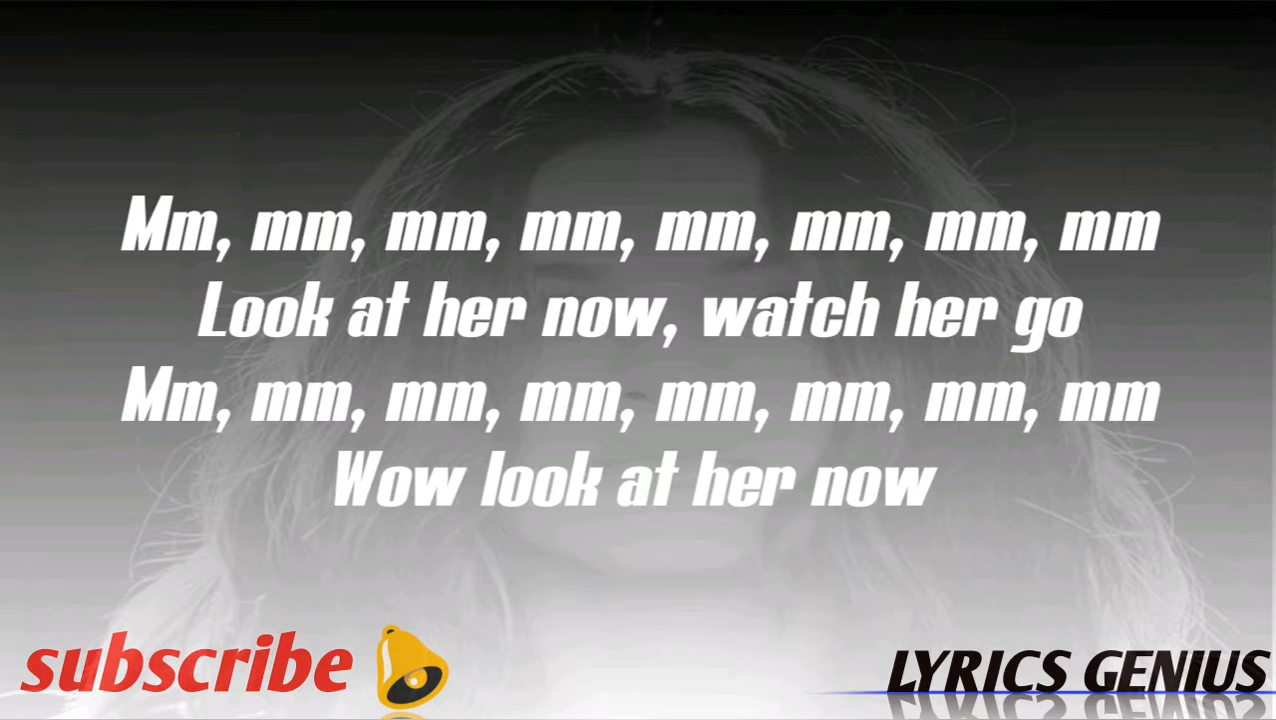 Mm, mm, mm, mm, mm, mm, mm, mm
Look at her now, watch her go
Mm, mm, mm, mm, mm, mm, mm, mm
Wow look at her now
subscribe
LYRICS GENIUS